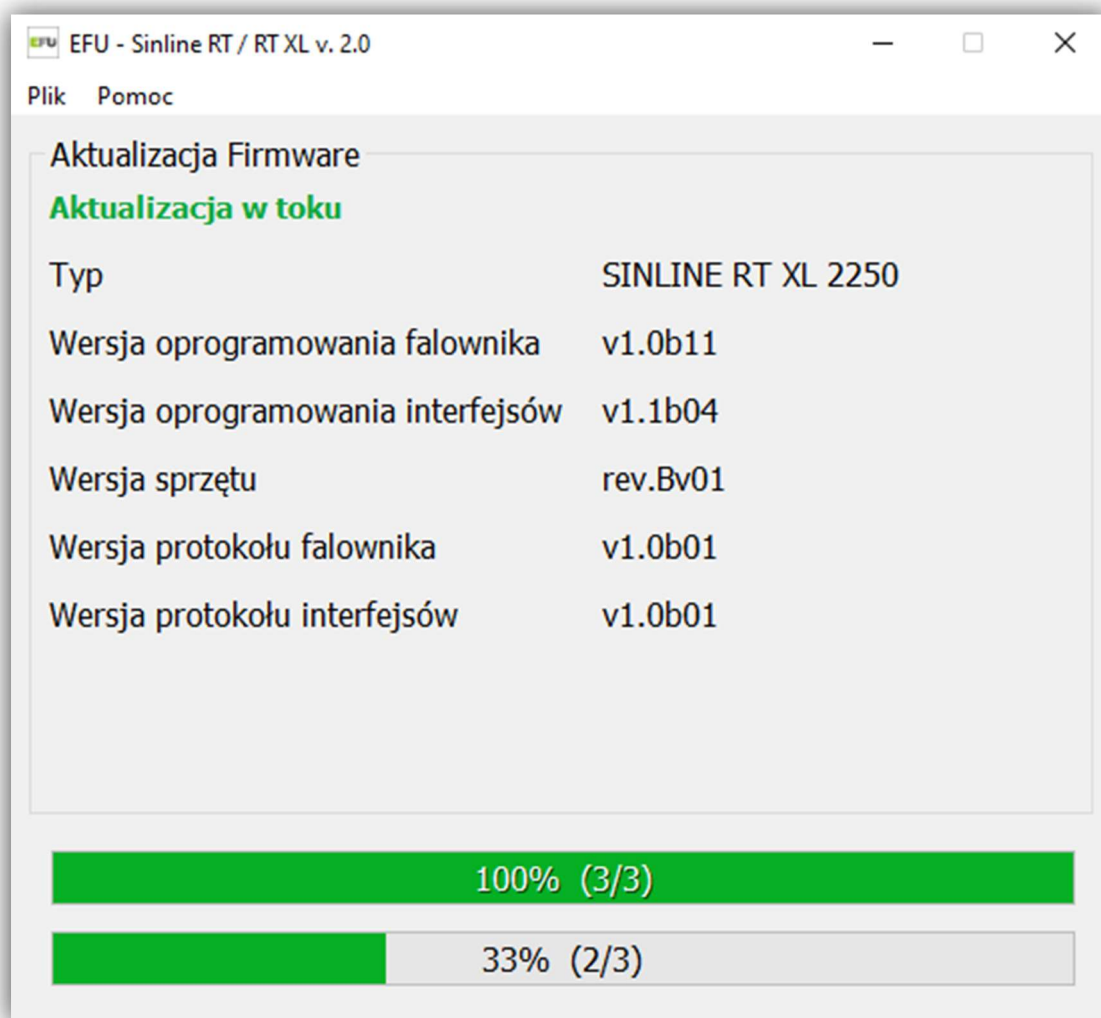 EFU EFU - Sinline RT / RT XL v. 2.0
Plik Pomoc
Aktualizacja Firmware
Aktualizacja w toku
Typ SINLINE RT XL 2250
Wersja oprogramowania falownika v1.0b11
Wersja oprogramowania interfejsów v1.1b04
Wersja sprzętu rev.Bv01
Wersja protokołu falownika v1.0b01
Wersja protokołu interfejsów v1.0b01
100% (3/3)
33% (2/3)